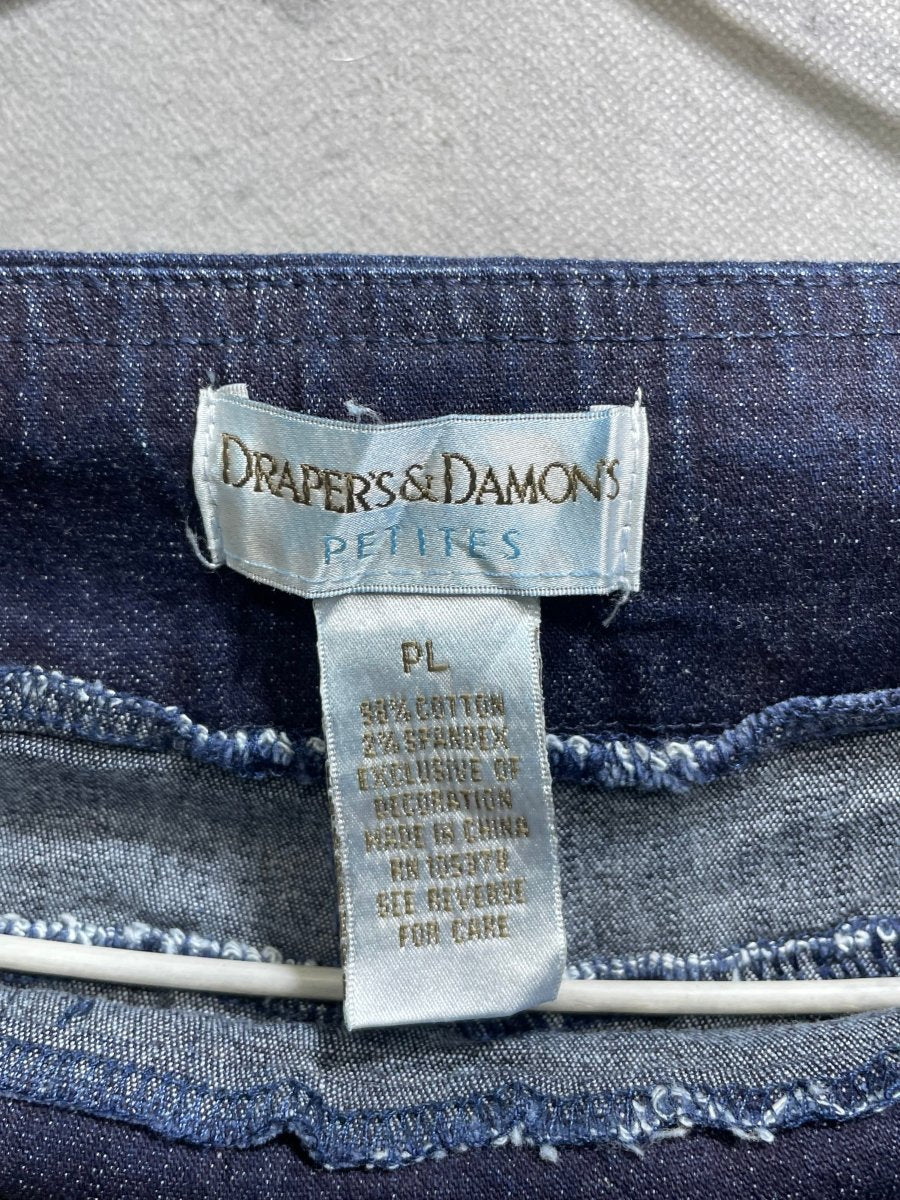 DRAPER'S & DAMON'S
PETITES
PL
98% COTTON
2% SPANDEX
EXCLUSIVE OF
DECORATION
MADE IN CHINA
RN 105370
SEE REVERSE
FOR CARE